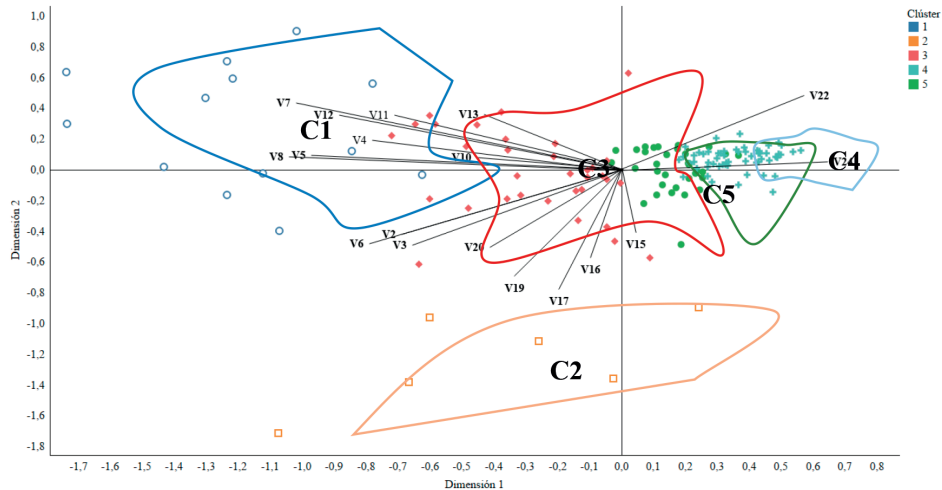 Clúster
1
2
3
4
5
1,0
0,8
0,6
0,4
0,2
0,0
-0,2
-0,4
-0,6
-0,8
-1,0
-1,2
-1,4
-1,6
-1,8
Dimensión 2
V7
V12
V11
V13
V22
C1
V4
V8
V5
V10
C3
C4
C5
V6
V2
V3
V20
V15
V16
V19
V17
C2
-1,7 -1,6 -1,5 -1,4 -1,3 -1,2 -1,1 -1,0 -0,9 -0,8 -0,7 -0,6 -0,5 -0,4 -0,3 -0,2 -0,1 0,0 0,1 0,2 0,3 0,4 0,5 0,6 0,7 0,8
Dimensión 1